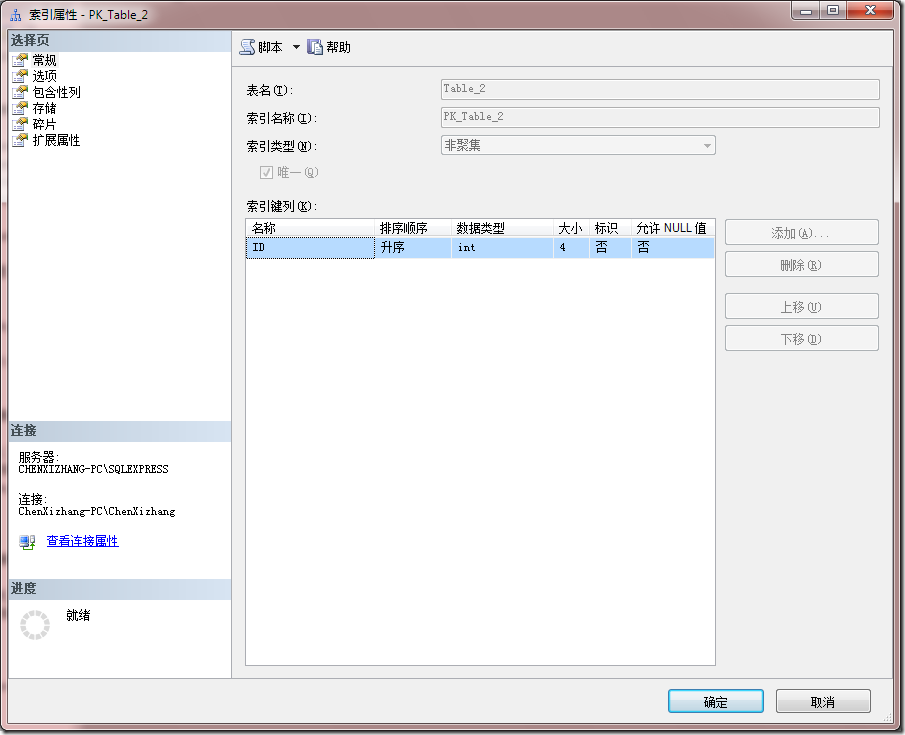 索引属性 - PK_Table_2
选择页
常规
选项
包含性列
存储
碎片
扩展属性
脚本 帮助
表名(T): Table_2
索引名称(I): PK_Table_2
索引类型(N): 非聚集
唯一(Q)
索引键列(K):
名称 排序顺序 数据类型 大小 标识 允许 NULL 值
ID 升序 int 4 否 否
添加(A)...
删除(R)
上移(U)
下移(D)
连接
服务器:
CHENXIZHANG-PC\SQLEXPRESS
连接:
ChenXizhang-PC\ChenXizhang
查看连接属性
进度
就绪
确定 取消